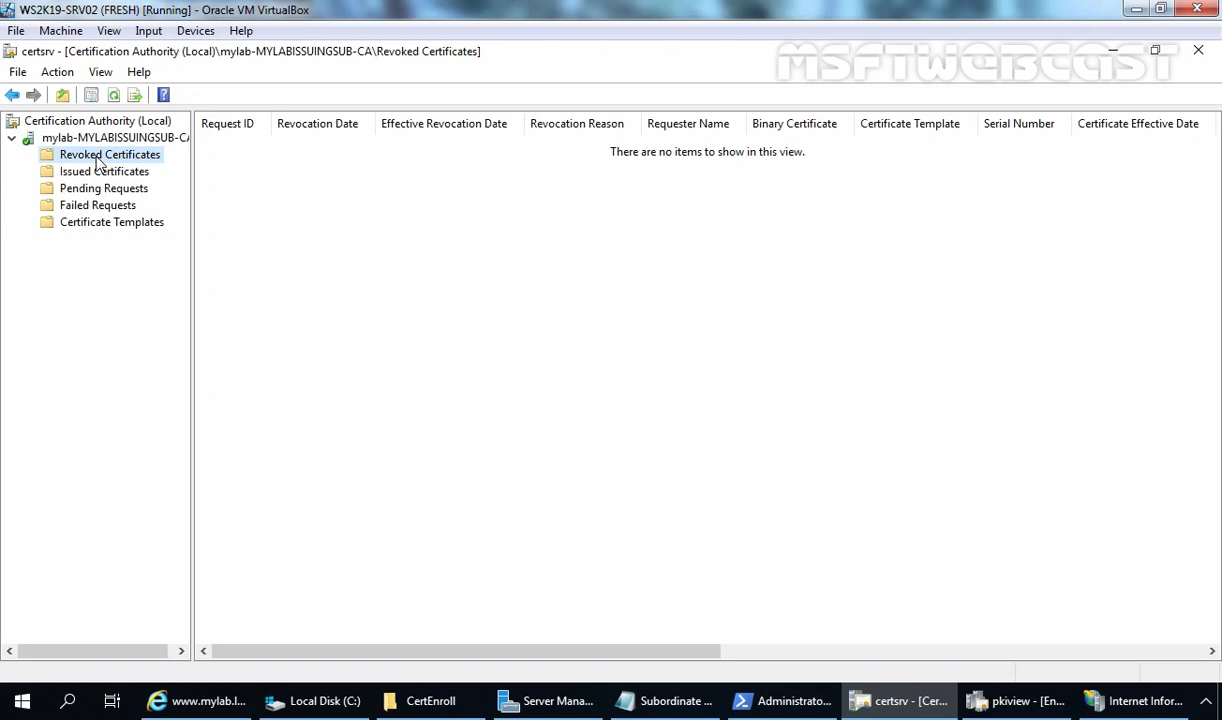 WS2K19-SRV02 (FRESH) [Running] - Oracle VM VirtualBox
File Machine View Input Devices Help
certsrv - [Certification Authority (Local)\mylab-MYLABISSUINGSUB-CA\Revoked Certificates]
MSFTWEBCAST
File Action View Help
Certification Authority (Local)
mylab-MYLABISSUINGSUB-CA
Revoked Certificates
Issued Certificates
Pending Requests
Failed Requests
Certificate Templates
Request ID Revocation Date Effective Revocation Date Revocation Reason Requester Name Binary Certificate Certificate Template Serial Number Certificate Effective Date
There are no items to show in this view.
www.mylab.l... Local Disk (C:) CertEnroll Server Mana... Subordinate ... Administrato... certsrv - [Cer... pkiview - [En... Internet Infor...